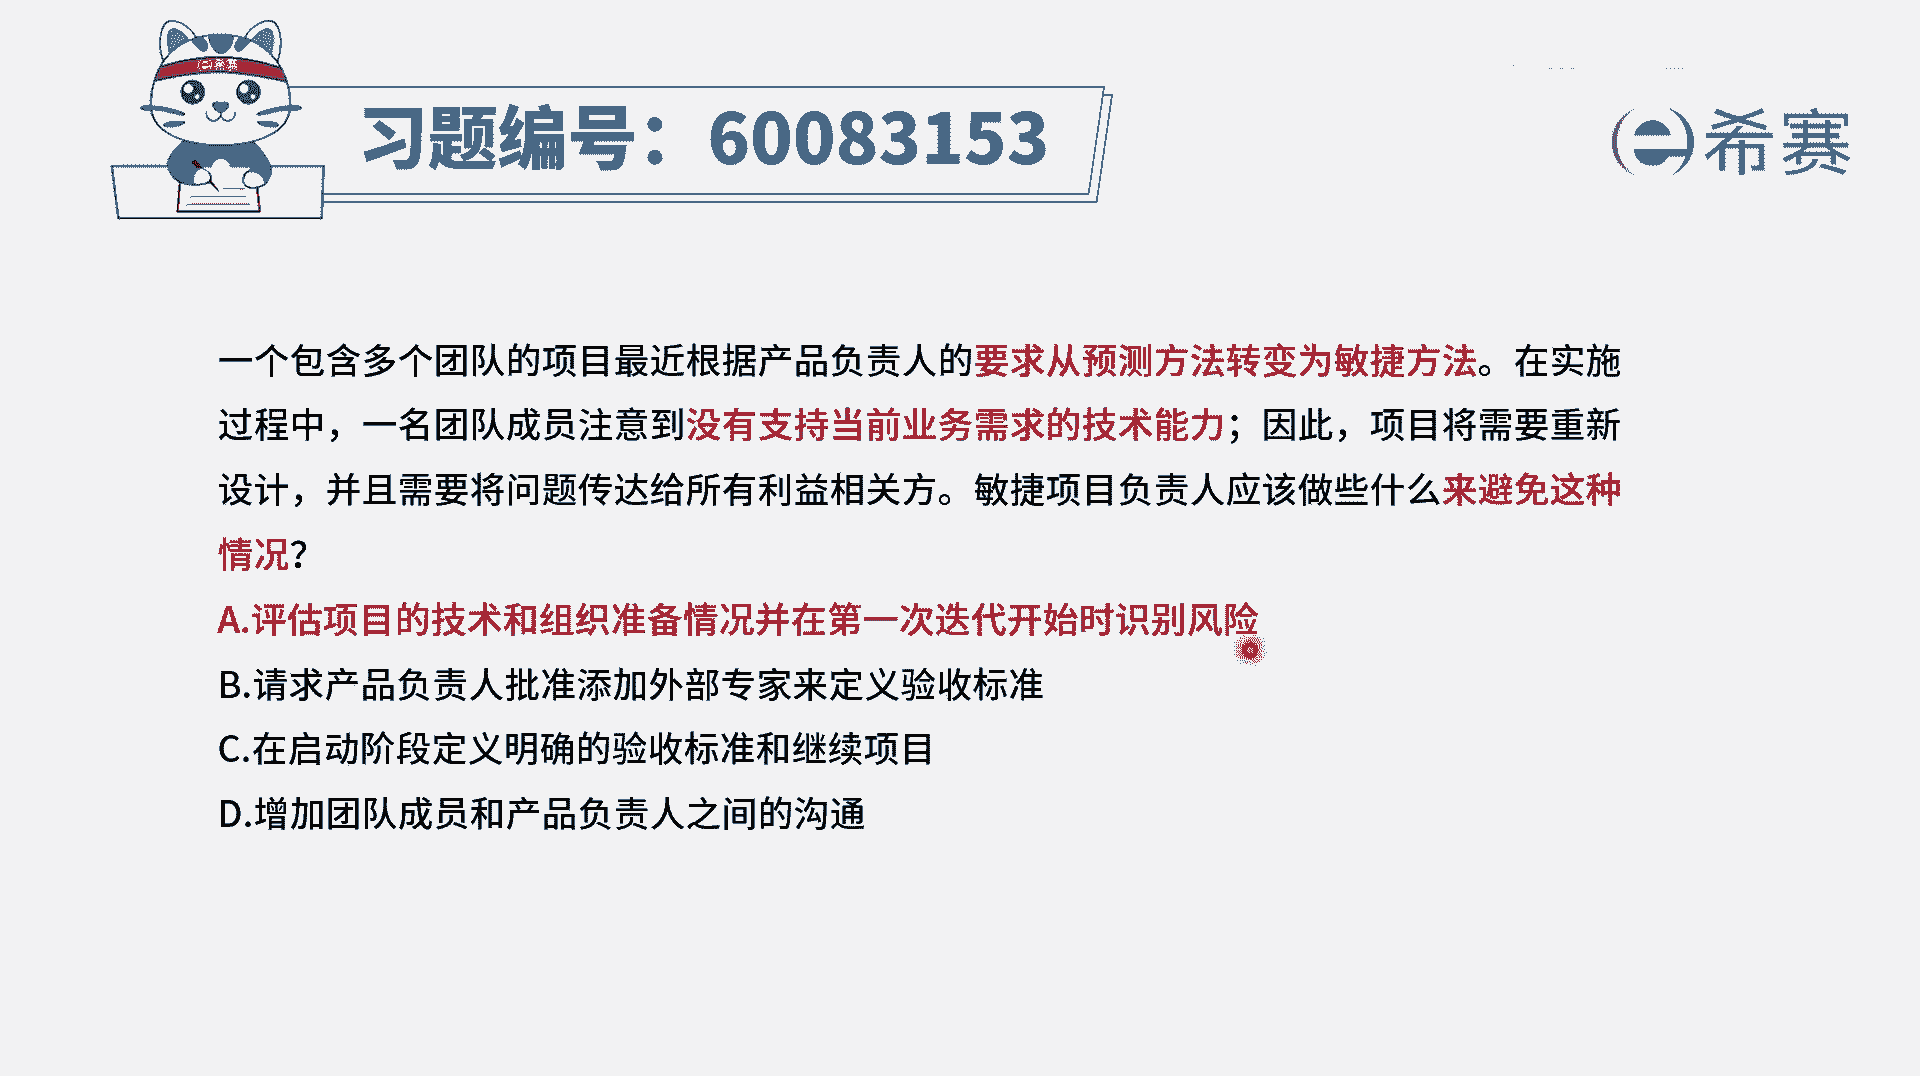 希赛
习题编号：60083153
希赛
一个包含多个团队的项目最近根据产品负责人的要求从预测方法转变为敏捷方法。在实施
过程中，一名团队成员注意到没有支持当前业务需求的技术能力；因此，项目将需要重新
设计，并且需要将问题传达给所有利益相关方。敏捷项目负责人应该做些什么来避免这种
情况？
A.评估项目的技术和组织准备情况并在第一次迭代开始时识别风险
B.请求产品负责人批准添加外部专家来定义验收标准
C.在启动阶段定义明确的验收标准和继续项目
D.增加团队成员和产品负责人之间的沟通